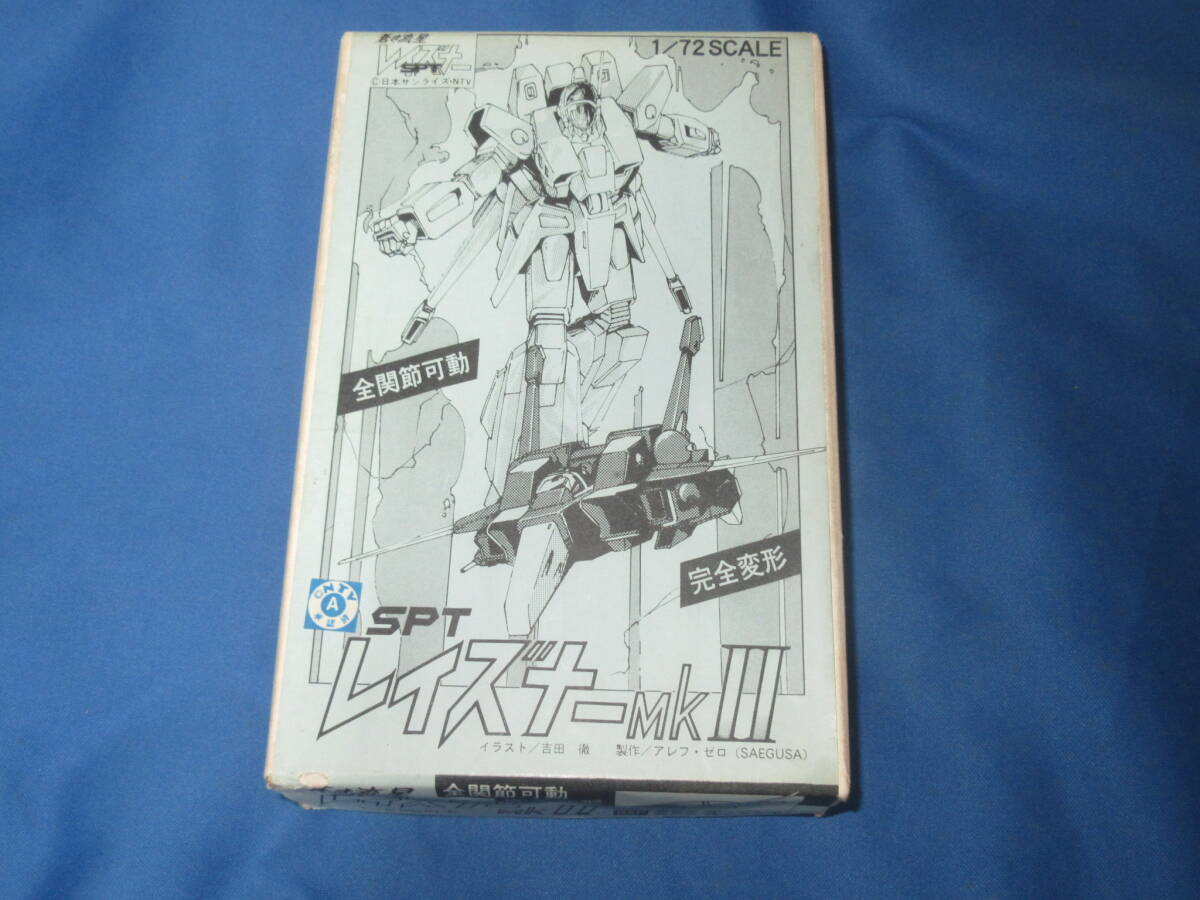 蒼き流星
レイズナー
SPT
©日本サンライズ・NTV
1/72 SCALE
全関節可動
完全変形
NTV
A
SPT
レイズナーMkIII
イラスト/吉田 徹 製作/アレフ・ゼロ (SAEGUSA)
全関節可動